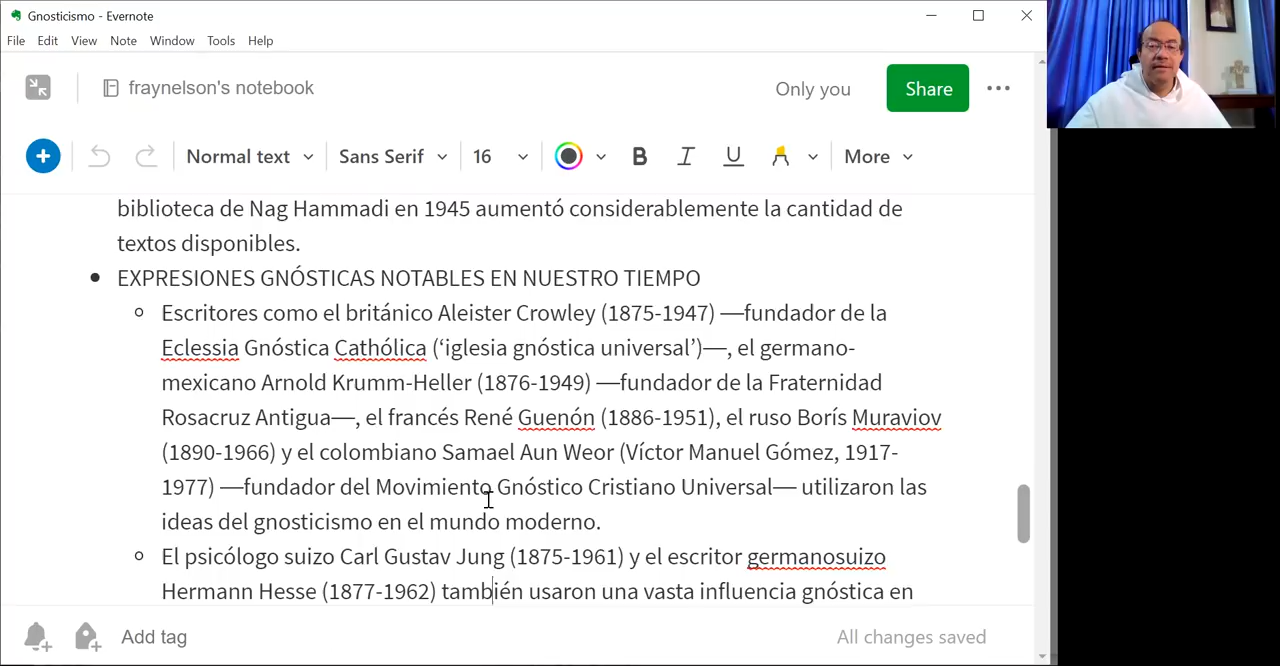 Gnosticismo - Evernote
File Edit View Note Window Tools Help
fraynelson's notebook
Only you
Share
Normal text
Sans Serif
16
B I U
More
biblioteca de Nag Hammadi en 1945 aumentó considerablemente la cantidad de
textos disponibles.
EXPRESIONES GNÓSTICAS NOTABLES EN NUESTRO TIEMPO
Escritores como el británico Aleister Crowley (1875-1947) —fundador de la
Eclessia Gnóstica Cathólica (‘iglesia gnóstica universal’)—, el germano-
mexicano Arnold Krumm-Heller (1876-1949) —fundador de la Fraternidad
Rosacruz Antigua—, el francés René Guenón (1886-1951), el ruso Borís Muraviov
(1890-1966) y el colombiano Samael Aun Weor (Víctor Manuel Gómez, 1917-
1977) —fundador del Movimiento Gnóstico Cristiano Universal— utilizaron las
ideas del gnosticismo en el mundo moderno.
El psicólogo suizo Carl Gustav Jung (1875-1961) y el escritor germanosuizo
Hermann Hesse (1877-1962) también usaron una vasta influencia gnóstica en
Add tag
All changes saved